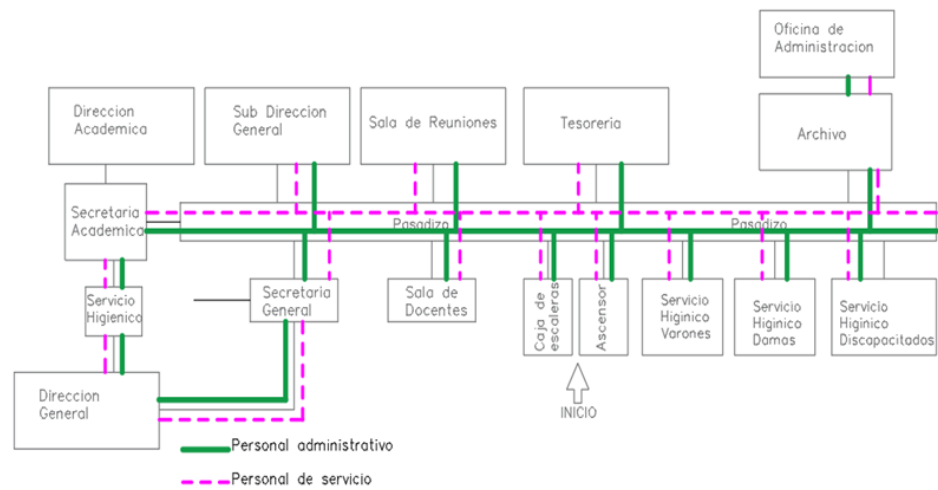 Oficina de
Administracion
Direccion
Academica
Sub Direccion
General
Sala de Reuniones
Tesoreria
Archivo
Secretaria
Academica
Pasadizo
Pasadizo
Servicio
Higienico
Secretaria
General
Sala de
Docentes
Caja de
escaleras
Ascensor
Servicio
Higinico
Varones
Servicio
Higinico
Damas
Servicio
Higinico
Discapacitados
Direccion
General
INICIO
Personal administrativo
Personal de servicio